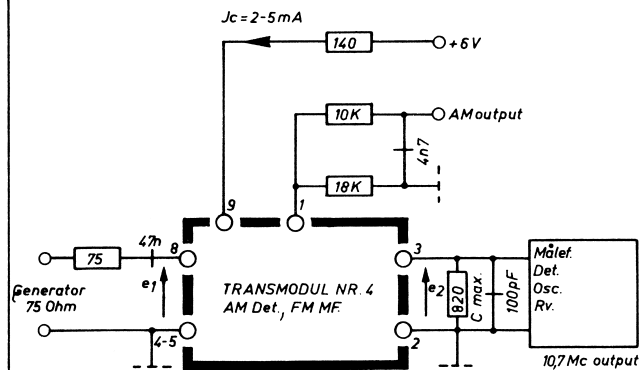 Jc = 2-5mA
140
+6V
10K
AM output
4n7
18K
9
1
47n
8
3
75
Generator
75 Ohm
e1
TRANSMODUL NR. 4
AM Det., FM MF.
e2
820
C max.
100pF
Målef.
Det.
Osc.
Rv.
4-5
2
10,7 Mc output